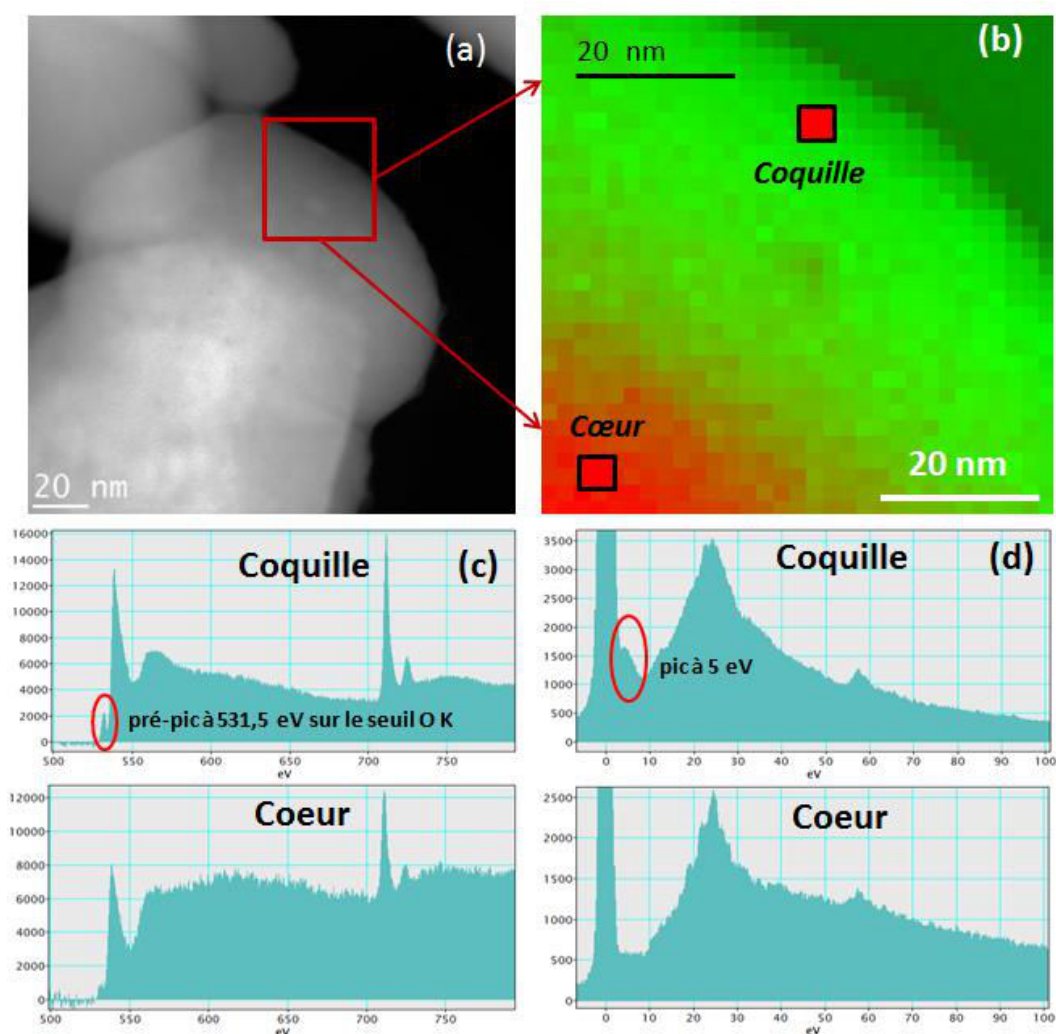 (a)
20 nm
(b)
20 nm
Coquille
Cœur
20 nm
Coquille
(c)
pré-pic à 531,5 eV sur le seuil O K
16000
14000
12000
10000
8000
6000
4000
2000
0
500 550 600 650 700 750
eV
Coquille
(d)
pic à 5 eV
3500
3000
2500
2000
1500
1000
500
0
0 10 20 30 40 50 60 70 80 90 100
eV
Coeur
12000
10000
8000
6000
4000
2000
0
500 550 600 650 700 750
eV
Coeur
2500
2000
1500
1000
500
0
0 10 20 30 40 50 60 70 80 90 100
eV